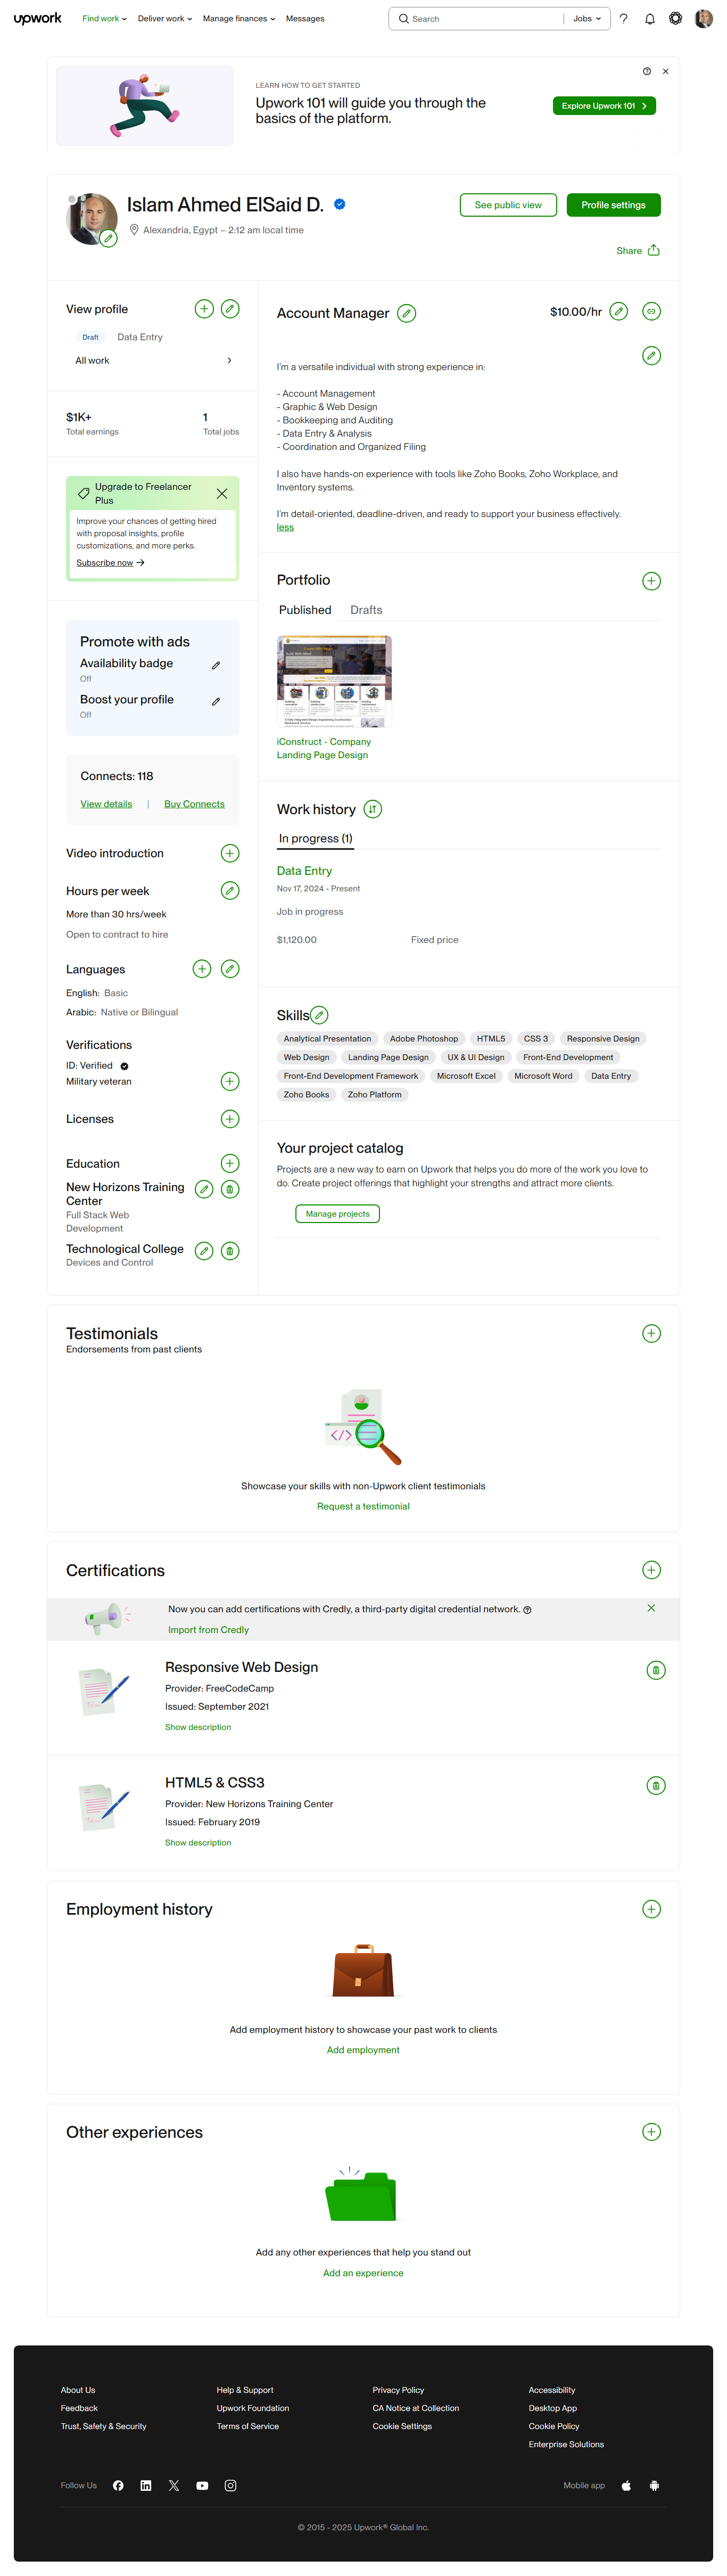 upwork
Find work
Deliver work
Manage finances
Messages
Search
Jobs
LEARN HOW TO GET STARTED
Upwork 101 will guide you through the
basics of the platform.
Explore Upwork 101
Islam Ahmed ElSaid D.
Alexandria, Egypt – 2:12 am local time
See public view
Profile settings
Share
View profile
Draft
Data Entry
All work
$1K+
Total earnings
1
Total jobs
Upgrade to Freelancer
Plus
Improve your chances of getting hired
with proposal insights, profile
customizations, and more perks.
Subscribe now
Promote with ads
Availability badge
Off
Boost your profile
Off
Connects: 118
View details
|
Buy Connects
Video introduction
Hours per week
More than 30 hrs/week
Open to contract to hire
Languages
English: Basic
Arabic: Native or Bilingual
Verifications
ID: Verified
Military veteran
Licenses
Education
New Horizons Training
Center
Full Stack Web
Development
Technological College
Devices and Control
Account Manager
$10.00/hr
I'm a versatile individual with strong experience in:
- Account Management
- Graphic & Web Design
- Bookkeeping and Auditing
- Data Entry & Analysis
- Coordination and Organized Filing
I also have hands-on experience with tools like Zoho Books, Zoho Workplace, and
Inventory systems.
I'm detail-oriented, deadline-driven, and ready to support your business effectively.
less
Portfolio
Published
Drafts
iConstruct - Company
Landing Page Design
Work history
In progress (1)
Data Entry
Nov 17, 2024 - Present
Job in progress
$1,120.00
Fixed price
Skills
Analytical Presentation
Adobe Photoshop
HTML5
CSS 3
Responsive Design
Web Design
Landing Page Design
UX & UI Design
Front-End Development
Front-End Development Framework
Microsoft Excel
Microsoft Word
Data Entry
Zoho Books
Zoho Platform
Your project catalog
Projects are a new way to earn on Upwork that helps you do more of the work you love to
do. Create project offerings that highlight your strengths and attract more clients.
Manage projects
Testimonials
Endorsements from past clients
</>
Showcase your skills with non-Upwork client testimonials
Request a testimonial
Certifications
Now you can add certifications with Credly, a third-party digital credential network.
Import from Credly
Responsive Web Design
Provider: FreeCodeCamp
Issued: September 2021
Show description
HTML5 & CSS3
Provider: New Horizons Training Center
Issued: February 2019
Show description
Employment history
Add employment history to showcase your past work to clients
Add employment
Other experiences
Add any other experiences that help you stand out
Add an experience
About Us
Help & Support
Privacy Policy
Accessibility
Feedback
Upwork Foundation
CA Notice at Collection
Desktop App
Trust, Safety & Security
Terms of Service
Cookie Settings
Cookie Policy
Enterprise Solutions
Follow Us
Mobile app
© 2015 - 2025 Upwork® Global Inc.